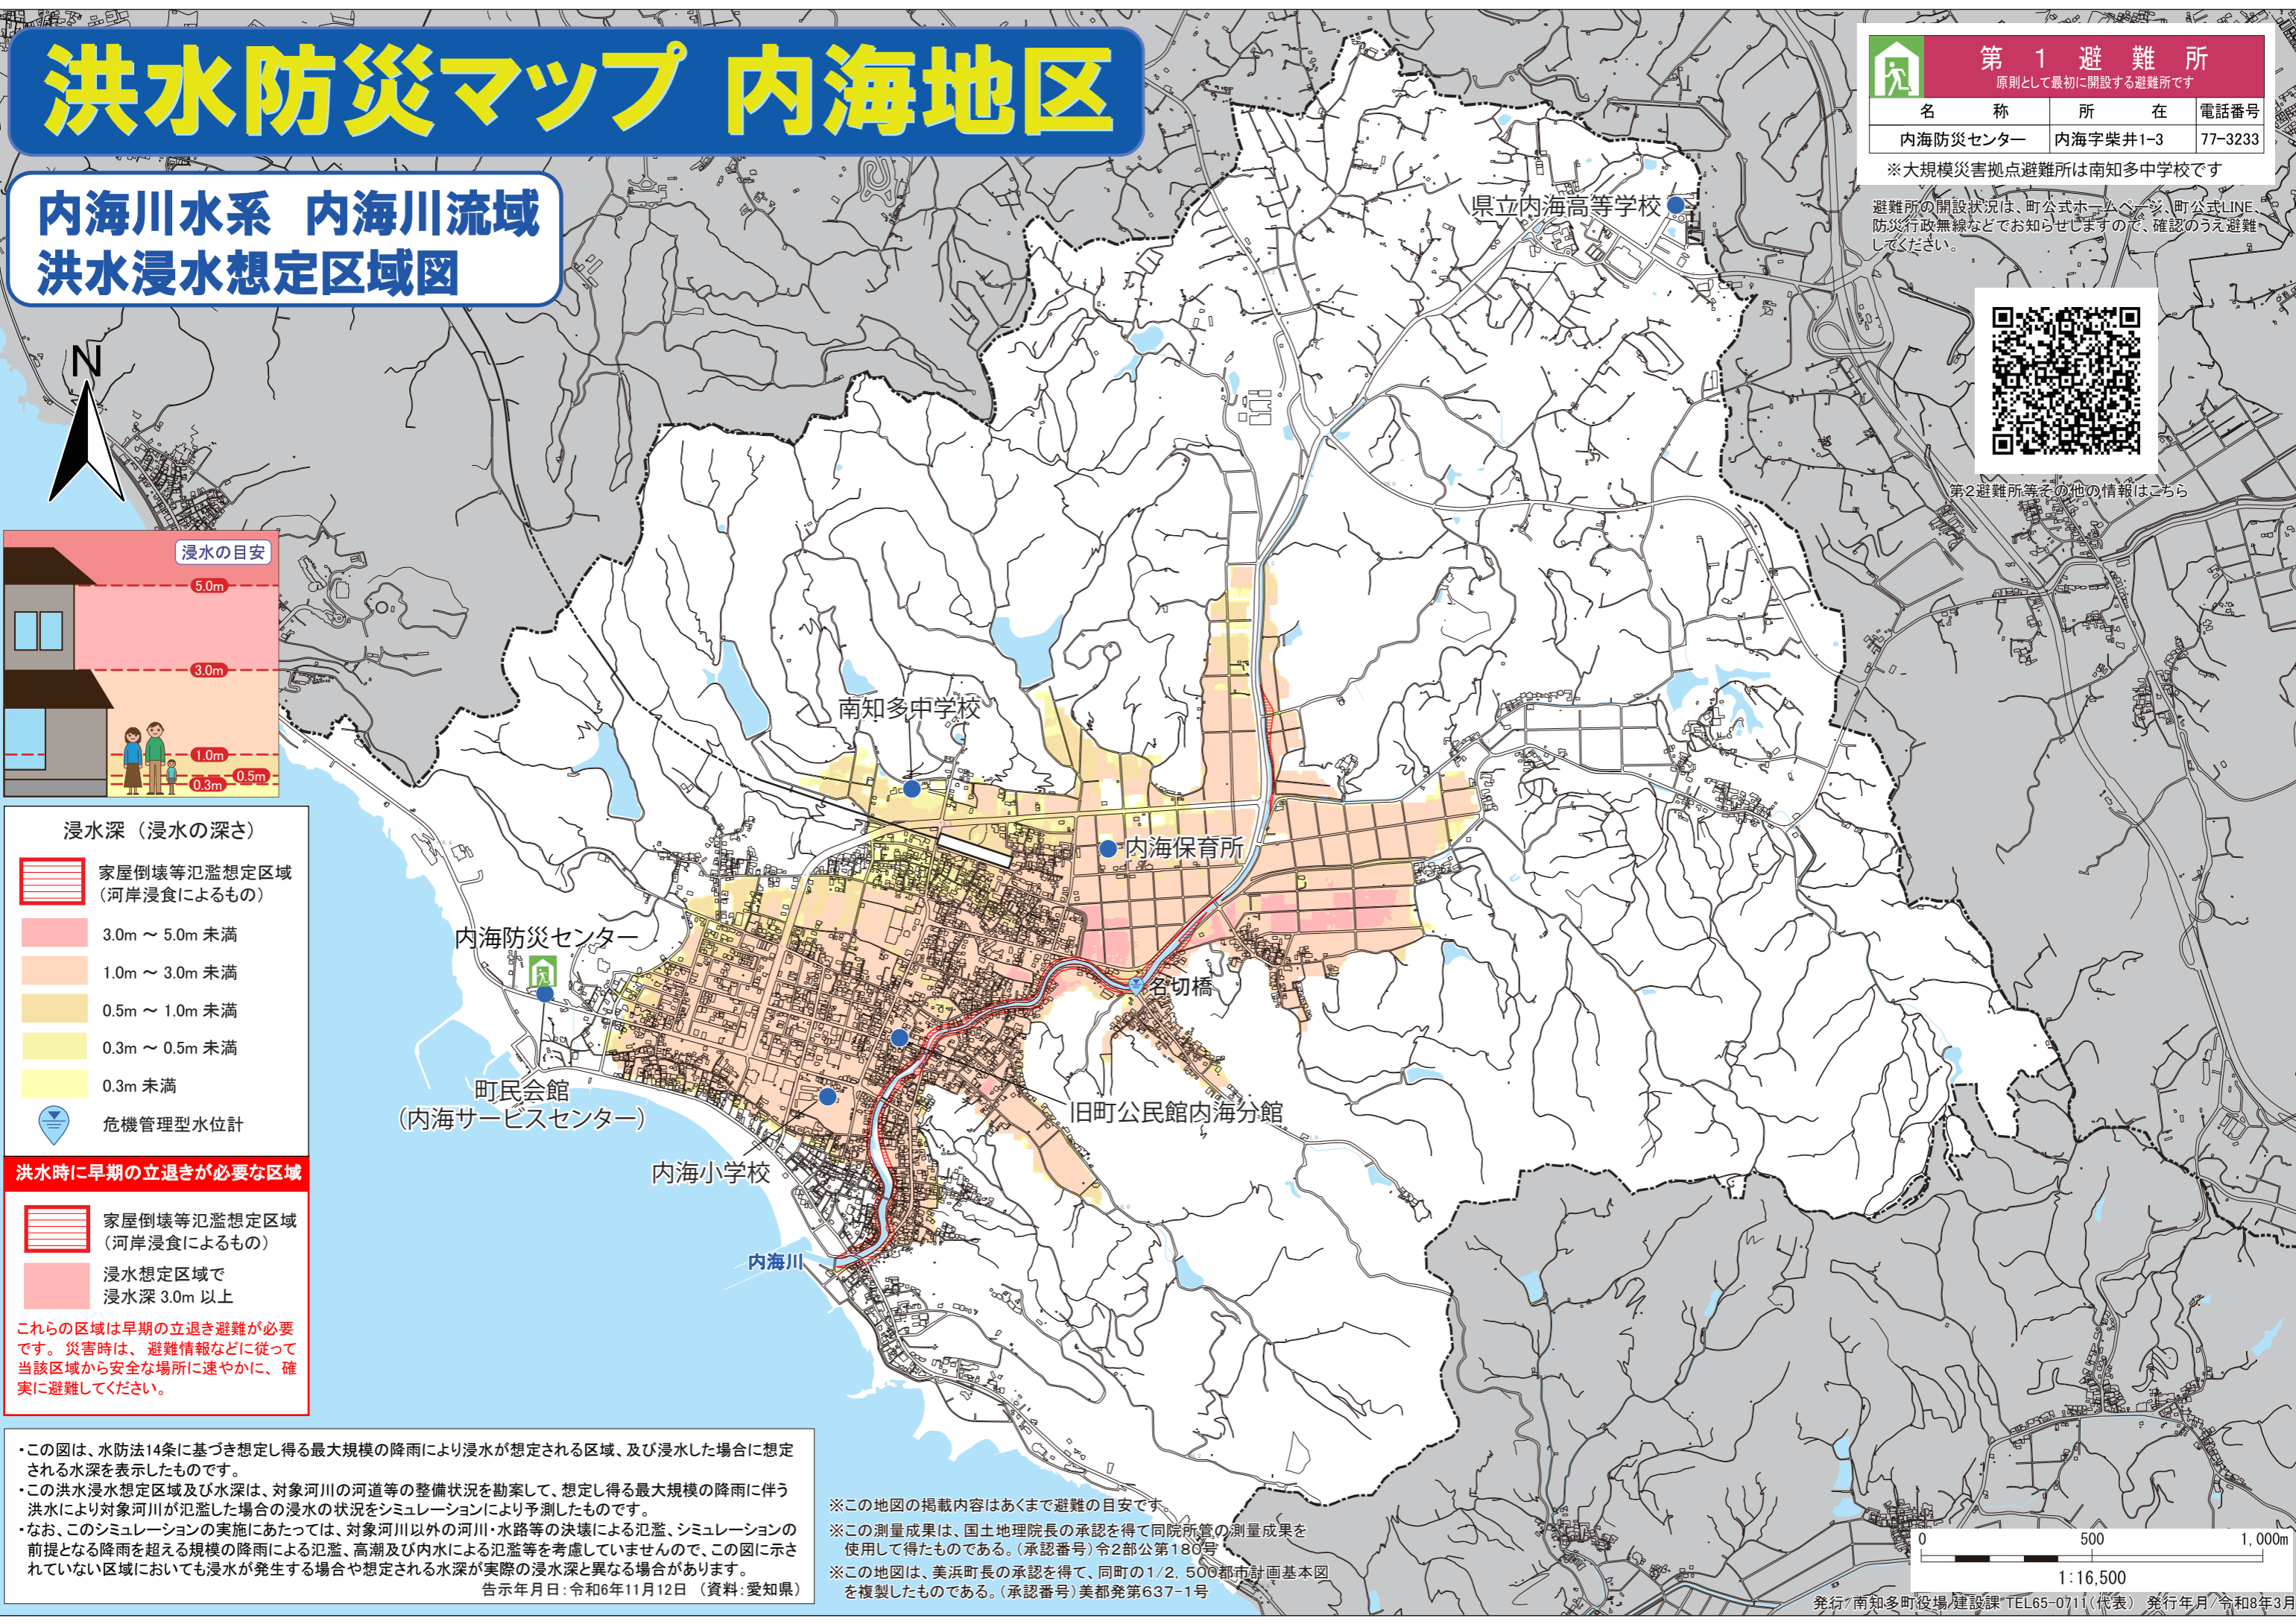 洪水防災マップ 内海地区
内海川水系 内海川流域
洪水浸水想定区域図
N
第1避難所
原則として最初に開設する避難所です
名称 所在 電話番号
内海防災センター 内海字柴井1-3 77-3233
※大規模災害拠点避難所は南知多中学校です
避難所の開設状況は、町公式ホームページ、町公式LINE、
防災行政無線などでお知らせしますので、確認のうえ避難
してください。
第2避難所等その他の情報はこちら
県立内海高等学校
南知多中学校
内海保育所
内海防災センター
名切橋
町民会館
(内海サービスセンター)
旧町公民館内海分館
内海小学校
内海川
浸水の目安
5.0m
3.0m
1.0m
0.5m
0.3m
浸水深(浸水の深さ)
家屋倒壊等氾濫想定区域
(河岸浸食によるもの)
3.0m ～ 5.0m 未満
1.0m ～ 3.0m 未満
0.5m ～ 1.0m 未満
0.3m ～ 0.5m 未満
0.3m 未満
危機管理型水位計
洪水時に早期の立退きが必要な区域
家屋倒壊等氾濫想定区域
(河岸浸食によるもの)
浸水想定区域で
浸水深 3.0m 以上
これらの区域は早期の立退き避難が必要
です。災害時は、避難情報などに従って
当該区域から安全な場所に速やかに、確
実に避難してください。
・この図は、水防法14条に基づき想定し得る最大規模の降雨により浸水が想定される区域、及び浸水した場合に想定
される水深を表示したものです。
・この洪水浸水想定区域及び水深は、対象河川の河道等の整備状況を勘案して、想定し得る最大規模の降雨に伴う
洪水により対象河川が氾濫した場合の浸水の状況をシミュレーションにより予測したものです。
・なお、このシミュレーションの実施にあたっては、対象河川以外の河川・水路等の決壊による氾濫、シミュレーションの
前提となる降雨を超える規模の降雨による氾濫、高潮及び内水による氾濫等を考慮していませんので、この図に示さ
れていない区域においても浸水が発生する場合や想定される水深が実際の浸水深と異なる場合があります。
告示年月日:令和6年11月12日 (資料:愛知県)
※この地図の掲載内容はあくまで避難の目安です。
※この測量成果は、国土地理院長の承認を得て同院所管の測量成果を
使用して得たものである。(承認番号)令2部公第180号
※この地図は、美浜町長の承認を得て、同町の1/2,500都市計画基本図
を複製したものである。(承認番号)美都発第637-1号
0 500 1,000m
1:16,500
発行/南知多町役場 建設課 TEL65-0711(代表) 発行年月/令和8年3月